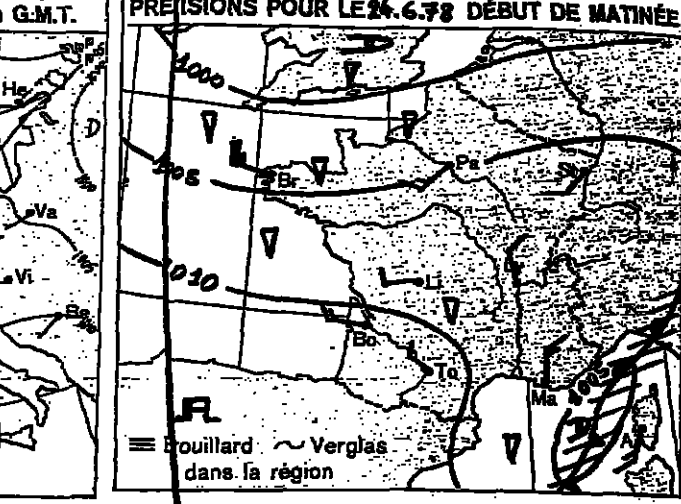 G.M.T.
PRÉVISIONS POUR LE 24.6.78 DÉBUT DE MATINÉE
He
D
Va
Vi
Be
1000
1005
1010
Br
Pa
Li
Bo
To
Ma
1005
Brouillard
Verglas
dans la région